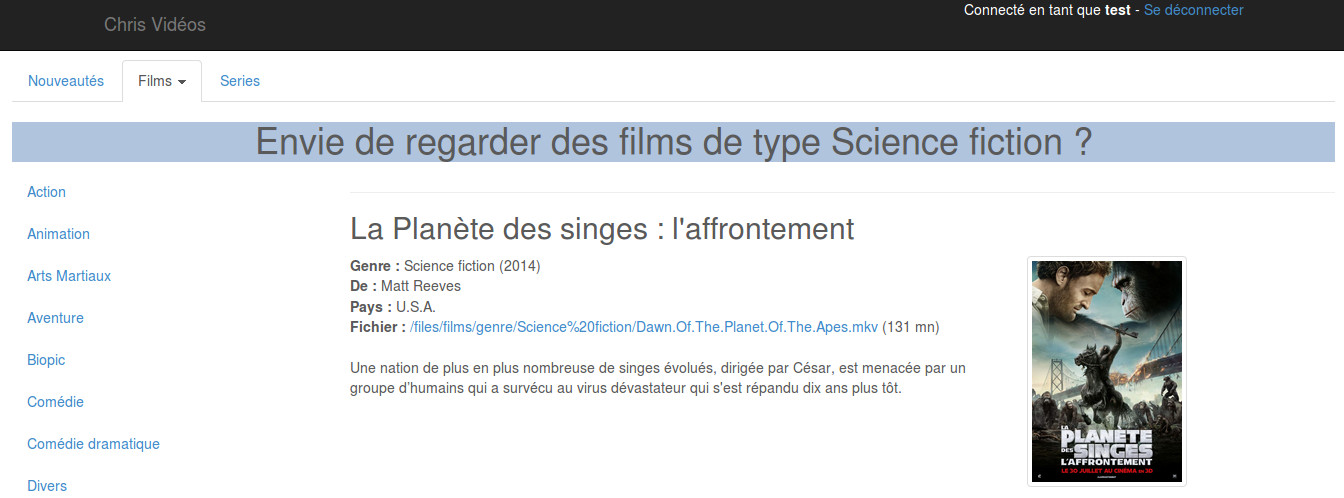 Chris Vidéos
Connecté en tant que test - Se déconnecter
Nouveautés
Films
Series
Envie de regarder des films de type Science fiction ?
Action
Animation
Arts Martiaux
Aventure
Biopic
Comédie
Comédie dramatique
Divers
La Planète des singes : l'affrontement
Genre : Science fiction (2014)
De : Matt Reeves
Pays : U.S.A.
Fichier : /files/films/genre/Science%20fiction/Dawn.Of.The.Planet.Of.The.Apes.mkv (131 mn)
Une nation de plus en plus nombreuse de singes évolués, dirigée par César, est menacée par un
groupe d'humains qui a survécu au virus dévastateur qui s'est répandu dix ans plus tôt.
LA
PLANÈTE
DES SINGES
L'AFFRONTEMENT
LE 30 JUILLET AU CINÉMA EN 3D